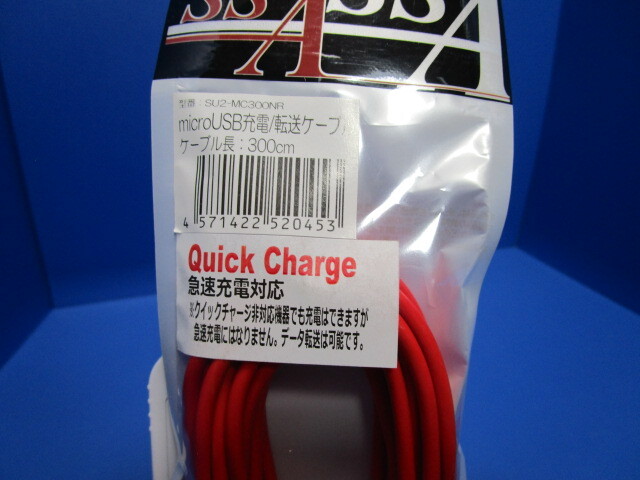 SSA SSA
型番：SU2-MC300NR
microUSB充電/転送ケーブル
ケーブル長：300cm
4 571422 520453
Quick Charge
急速充電対応
※クイックチャージ非対応機器でも充電はできますが
急速充電にはなりません。データ転送は可能です。